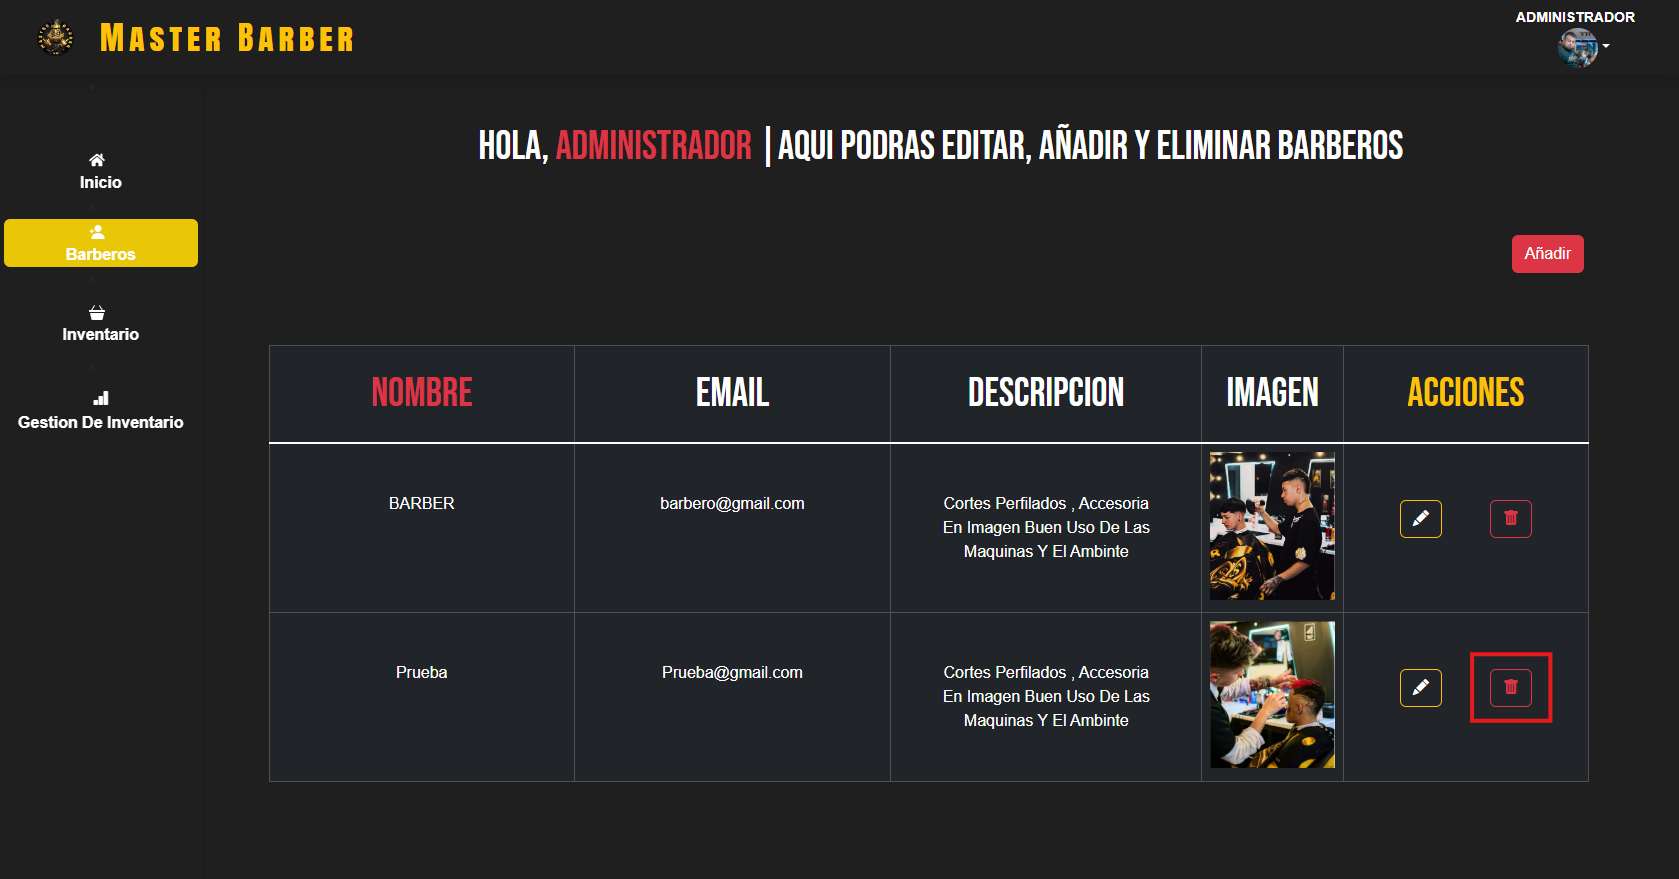 MASTER BARBER
ADMINISTRADOR
Inicio
Barberos
Inventario
Gestion De Inventario
HOLA, ADMINISTRADOR | AQUI PODRAS EDITAR, AÑADIR Y ELIMINAR BARBEROS
Añadir
NOMBRE EMAIL DESCRIPCION IMAGEN ACCIONES
BARBER barbero@gmail.com Cortes Perfilados , Accesoria
En Imagen Buen Uso De Las
Maquinas Y El Ambinte
Prueba Prueba@gmail.com Cortes Perfilados , Accesoria
En Imagen Buen Uso De Las
Maquinas Y El Ambinte